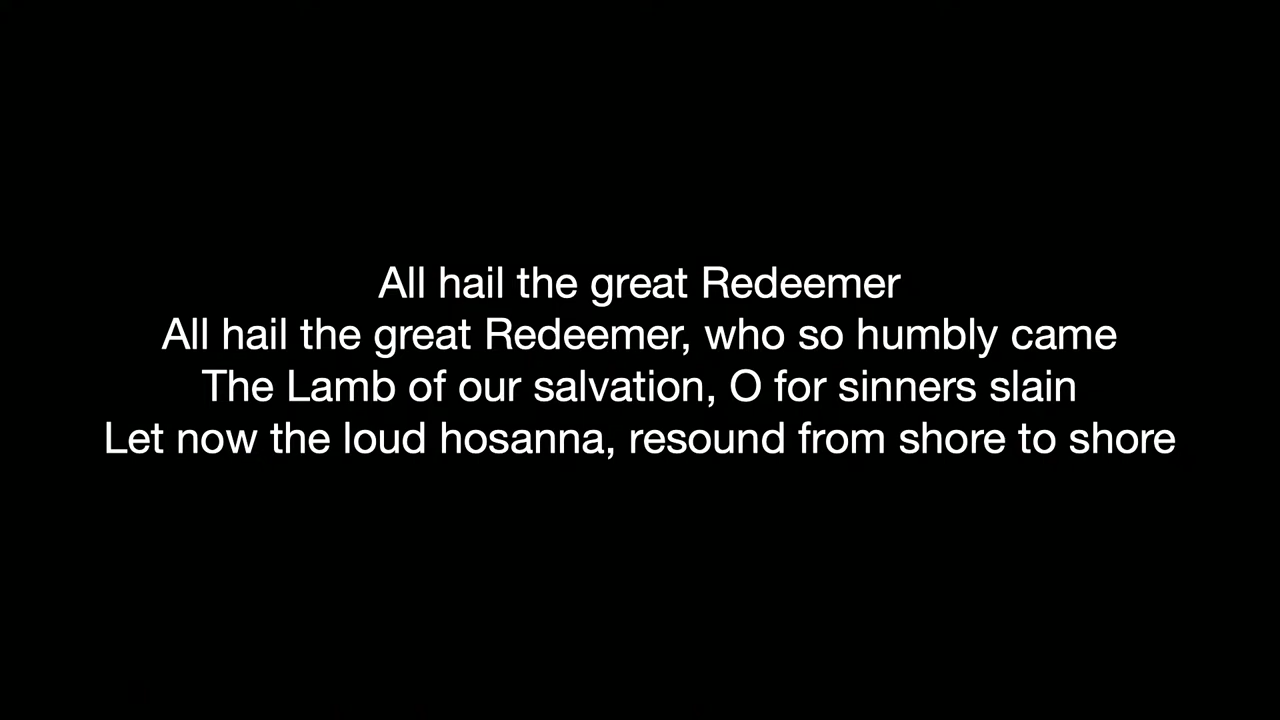 All hail the great Redeemer
All hail the great Redeemer, who so humbly came
The Lamb of our salvation, O for sinners slain
Let now the loud hosanna, resound from shore to shore